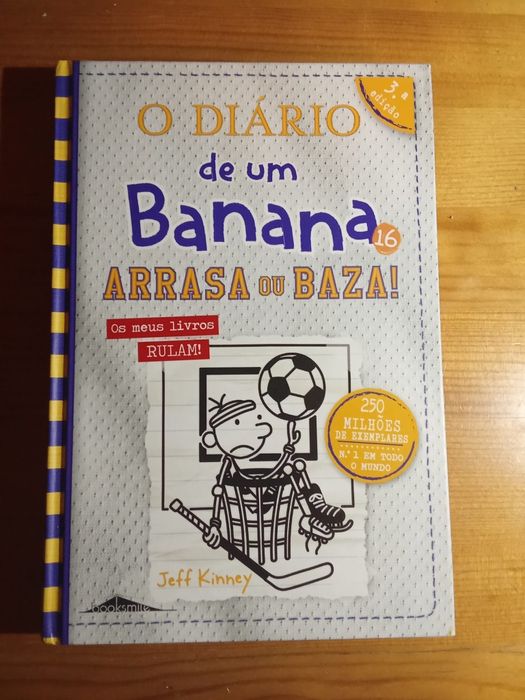 3.ª
edição
O DIÁRIO
de um
Banana
16
ARRASA OU BAZA!
Os meus livros
RULAM!
250
MILHÕES
DE EXEMPLARES
N.º 1 EM TODO
O MUNDO
Jeff Kinney
booksmile